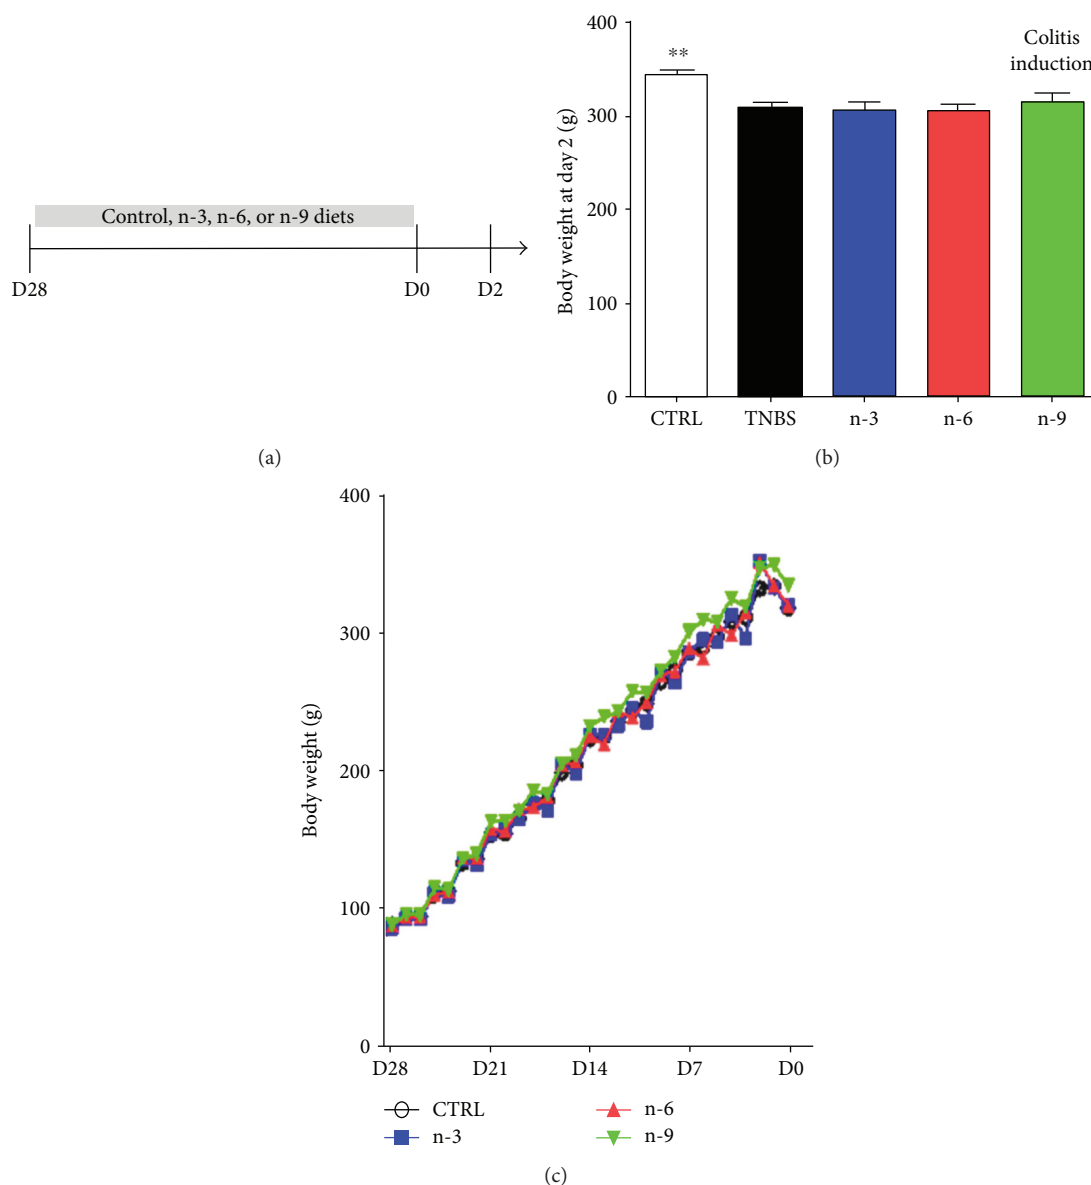 Control, n-3, n-6, or n-9 diets
D28
D0
D2
(a)
Body weight at day 2 (g)
400
300
200
100
0
**
Colitis
induction
CTRL
TNBS
n-3
n-6
n-9
(b)
Body weight (g)
400
300
200
100
0
D28
D21
D14
D7
D0
CTRL
n-3
n-6
n-9
(c)